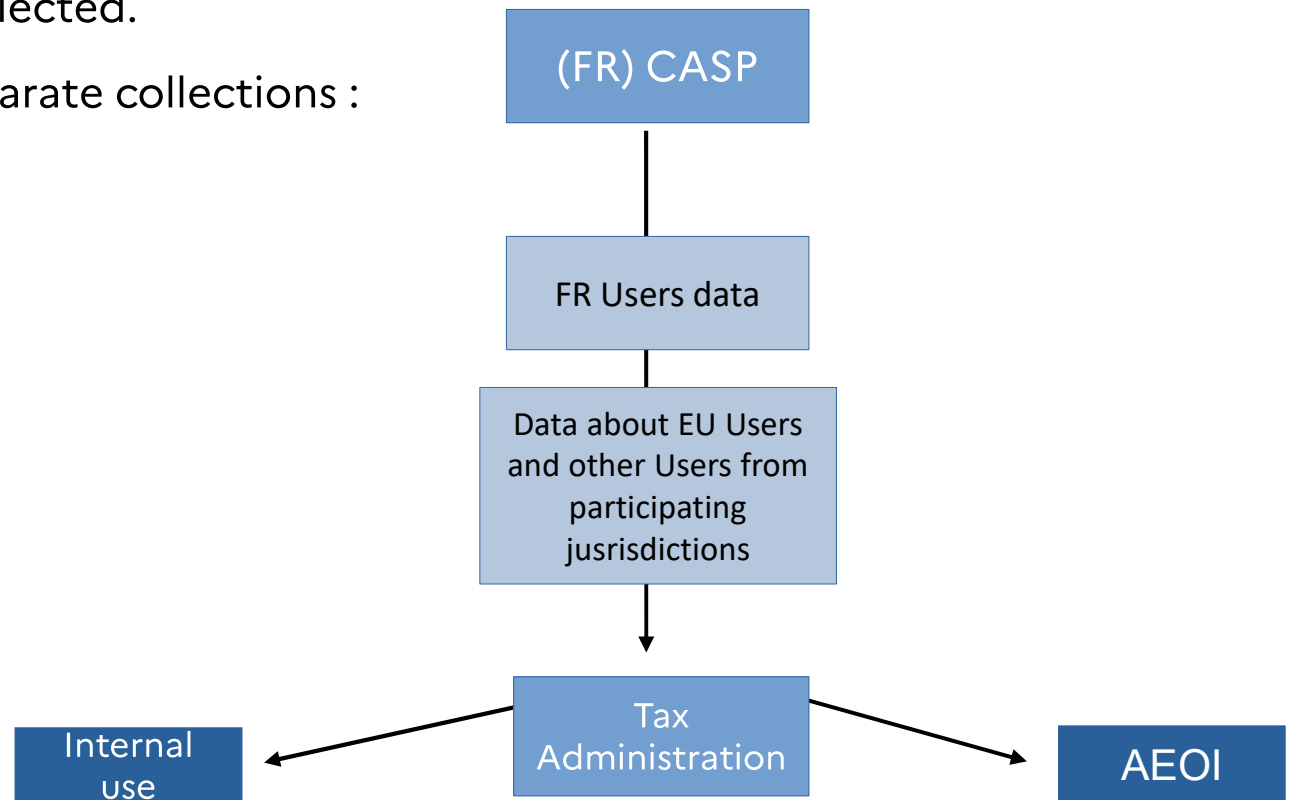 lected.
arate collections :
(FR) CASP
FR Users data
Data about EU Users
and other Users from
participating
jusrisdictions
Tax
Administration
Internal
use
AEOI